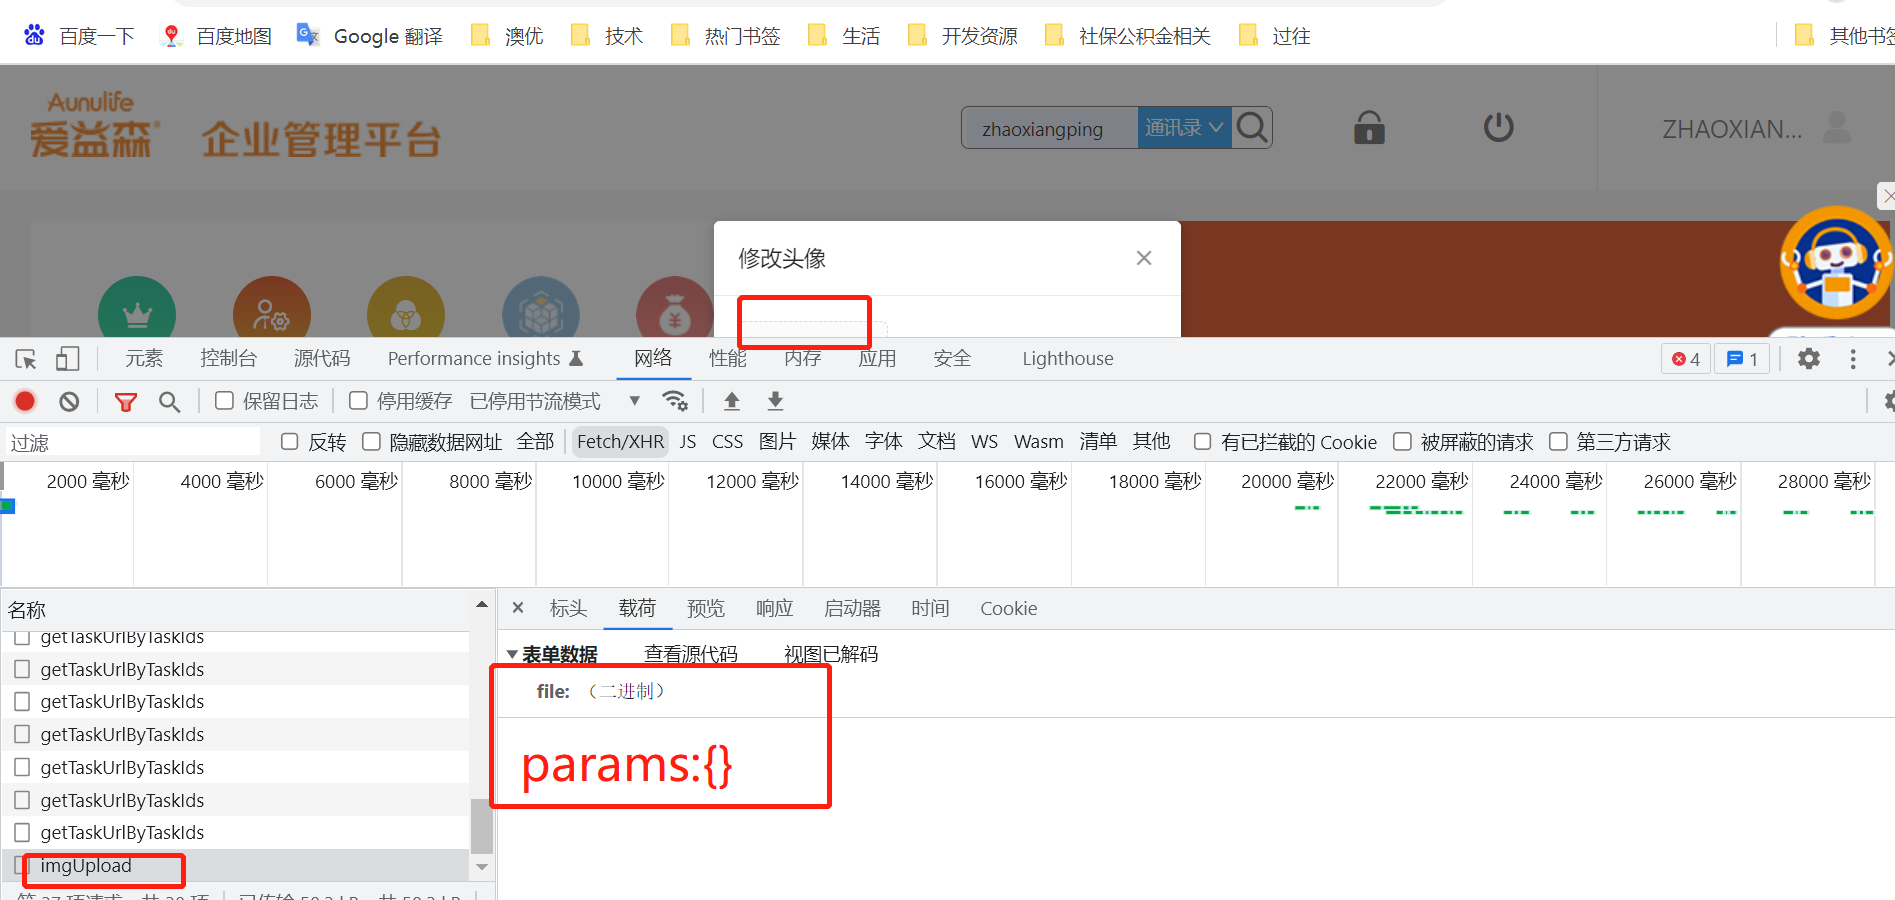 百度一下 百度地图 Google 翻译 澳优 技术 热门书签 生活 开发资源 社保公积金相关 过往 其他书签
Aunulife
爱益森® 企业管理平台
zhaoxiangping 通讯录 ZHAOXIAN...
修改头像
元素 控制台 源代码 Performance insights 网络 性能 内存 应用 安全 Lighthouse 4 1
保留日志 停用缓存 已停用节流模式
过滤 反转 隐藏数据网址 全部 Fetch/XHR JS CSS 图片 媒体 字体 文档 WS Wasm 清单 其他 有已拦截的 Cookie 被屏蔽的请求 第三方请求
2000 毫秒 4000 毫秒 6000 毫秒 8000 毫秒 10000 毫秒 12000 毫秒 14000 毫秒 16000 毫秒 18000 毫秒 20000 毫秒 22000 毫秒 24000 毫秒 26000 毫秒 28000 毫秒
名称 标头 载荷 预览 响应 启动器 时间 Cookie
getTaskUrlByTaskIds
getTaskUrlByTaskIds
getTaskUrlByTaskIds
getTaskUrlByTaskIds
getTaskUrlByTaskIds
getTaskUrlByTaskIds
getTaskUrlByTaskIds
imgUpload
表单数据 查看源代码 视图已解码
file: （二进制）
params:{}